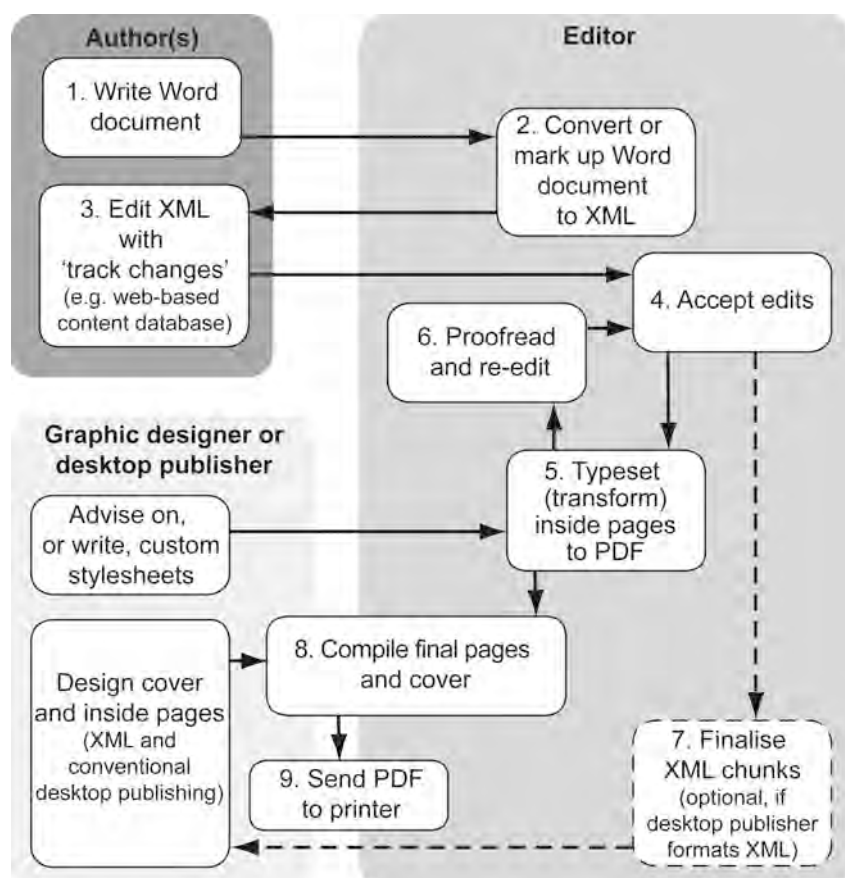 Author(s)
Editor
1. Write Word
document
2. Convert or
mark up Word
document
to XML
3. Edit XML
with
‘track changes’
(e.g. web-based
content database)
4. Accept edits
6. Proofread
and re-edit
Graphic designer or
desktop publisher
5. Typeset
(transform)
inside pages
to PDF
Advise on,
or write, custom
stylesheets
8. Compile final pages
and cover
Design cover
and inside pages
(XML and
conventional
desktop publishing)
7. Finalise
XML chunks
(optional, if
desktop publisher
formats XML)
9. Send PDF
to printer